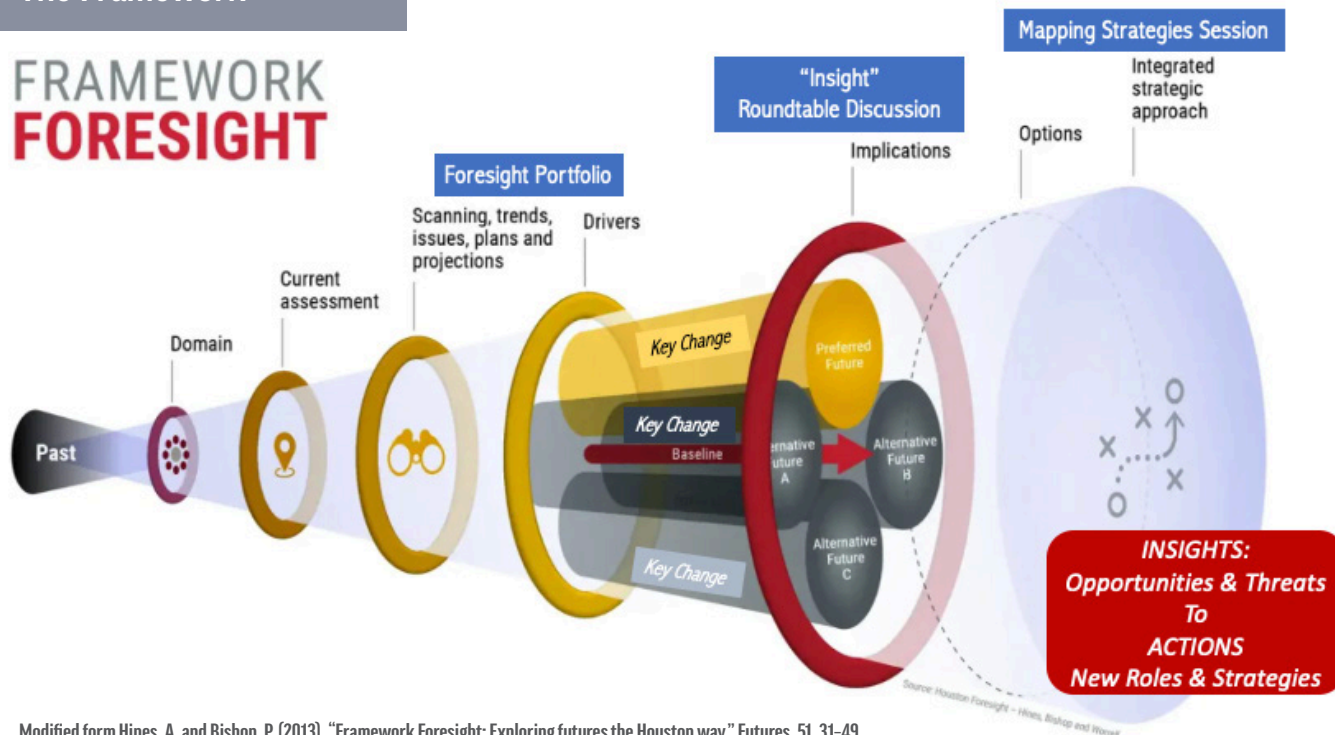 FRAMEWORK
FORESIGHT
Mapping Strategies Session
Integrated
strategic
approach
"Insight"
Roundtable Discussion
Options
Implications
Foresight Portfolio
Scanning, trends,
issues, plans and
projections
Drivers
Current
assessment
Domain
Past
Key Change
Preferred
Future
Key Change
Baseline
Alternative
Future
B
A
Alternative
Future
C
Key Change
INSIGHTS:
Opportunities & Threats
To
ACTIONS
New Roles & Strategies
Source: Houston Foresight – Hines, Bishop and
Modified form Hines, A. and Bishop, P. (2013). "Framework Foresight: Exploring futures the Houston way." Futures, 51, 31–49